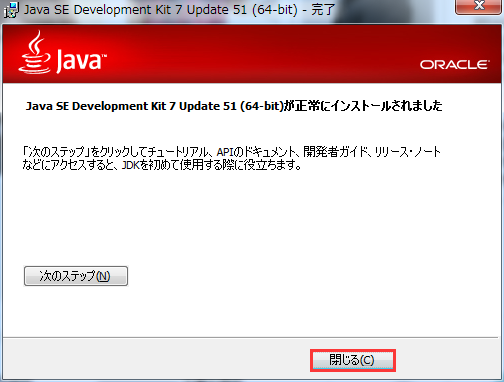 Java SE Development Kit 7 Update 51 (64-bit) - 完了
Java™
ORACLE
Java SE Development Kit 7 Update 51 (64-bit)が正常にインストールされました
「次のステップ」をクリックしてチュートリアル、APIのドキュメント、開発者ガイド、リリース・ノート
などにアクセスすると、JDKを初めて使用する際に役立ちます。
次のステップ(N)
閉じる(C)